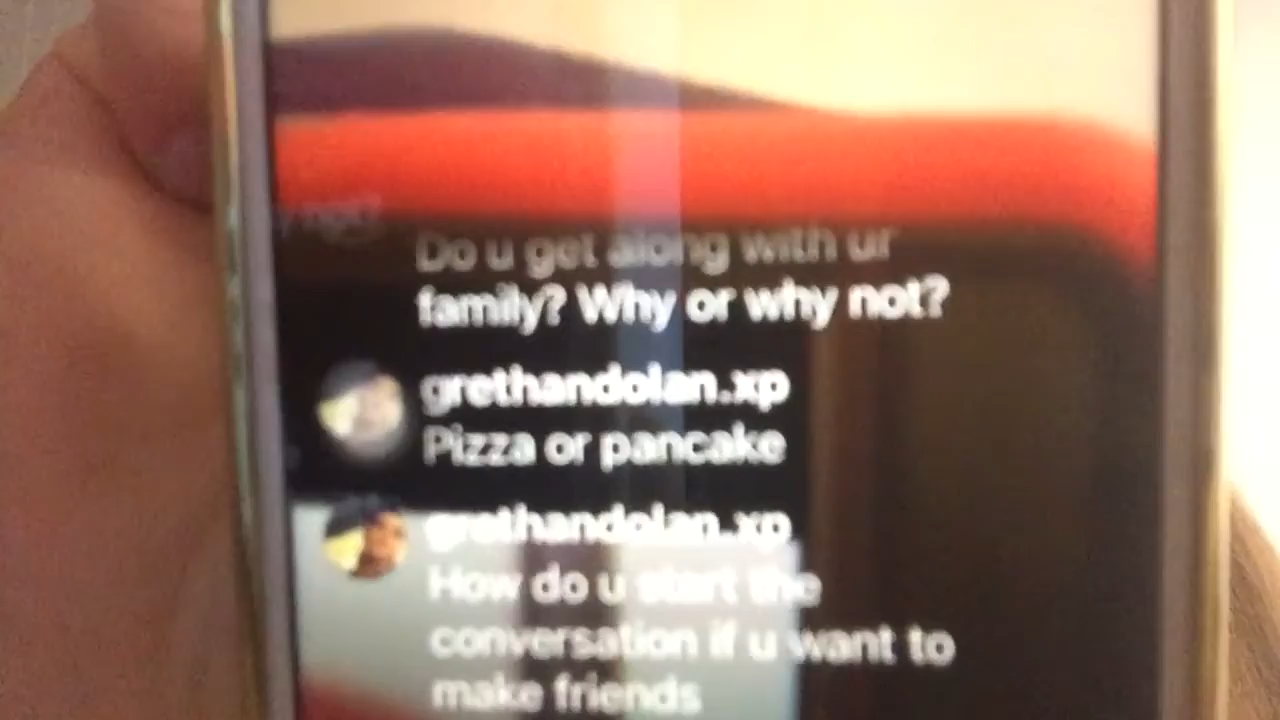 Do u get along with ur
family? Why or why not?
grethandolan.xp
Pizza or pancake
grethandolan.xp
How do u start the
conversation if u want to
make friends